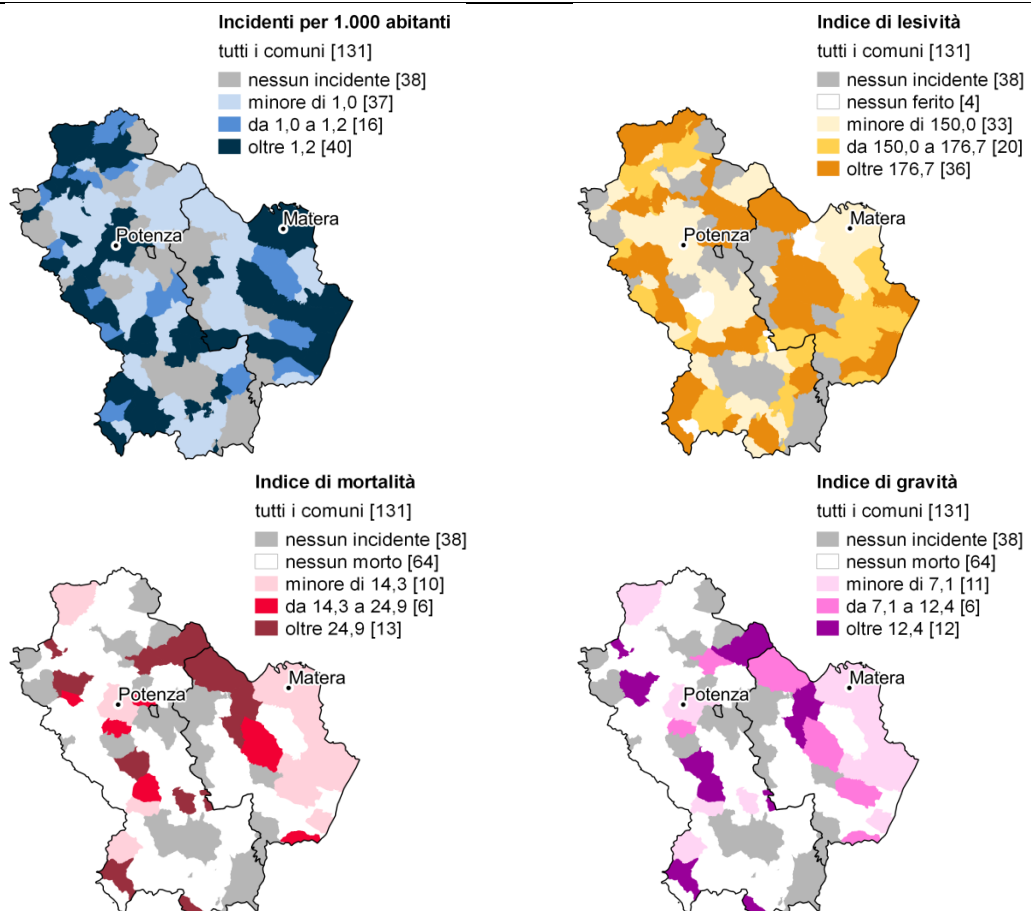 Incidenti per 1.000 abitanti
tutti i comuni [131]
nessun incidente [38]
minore di 1,0 [37]
da 1,0 a 1,2 [16]
oltre 1,2 [40]
Matera
Potenza
Indice di lesività
tutti i comuni [131]
nessun incidente [38]
nessun ferito [4]
minore di 150,0 [33]
da 150,0 a 176,7 [20]
oltre 176,7 [36]
Matera
Potenza
Indice di mortalità
tutti i comuni [131]
nessun incidente [38]
nessun morto [64]
minore di 14,3 [10]
da 14,3 a 24,9 [6]
oltre 24,9 [13]
Matera
Potenza
Indice di gravità
tutti i comuni [131]
nessun incidente [38]
nessun morto [64]
minore di 7,1 [11]
da 7,1 a 12,4 [6]
oltre 12,4 [12]
Matera
Potenza